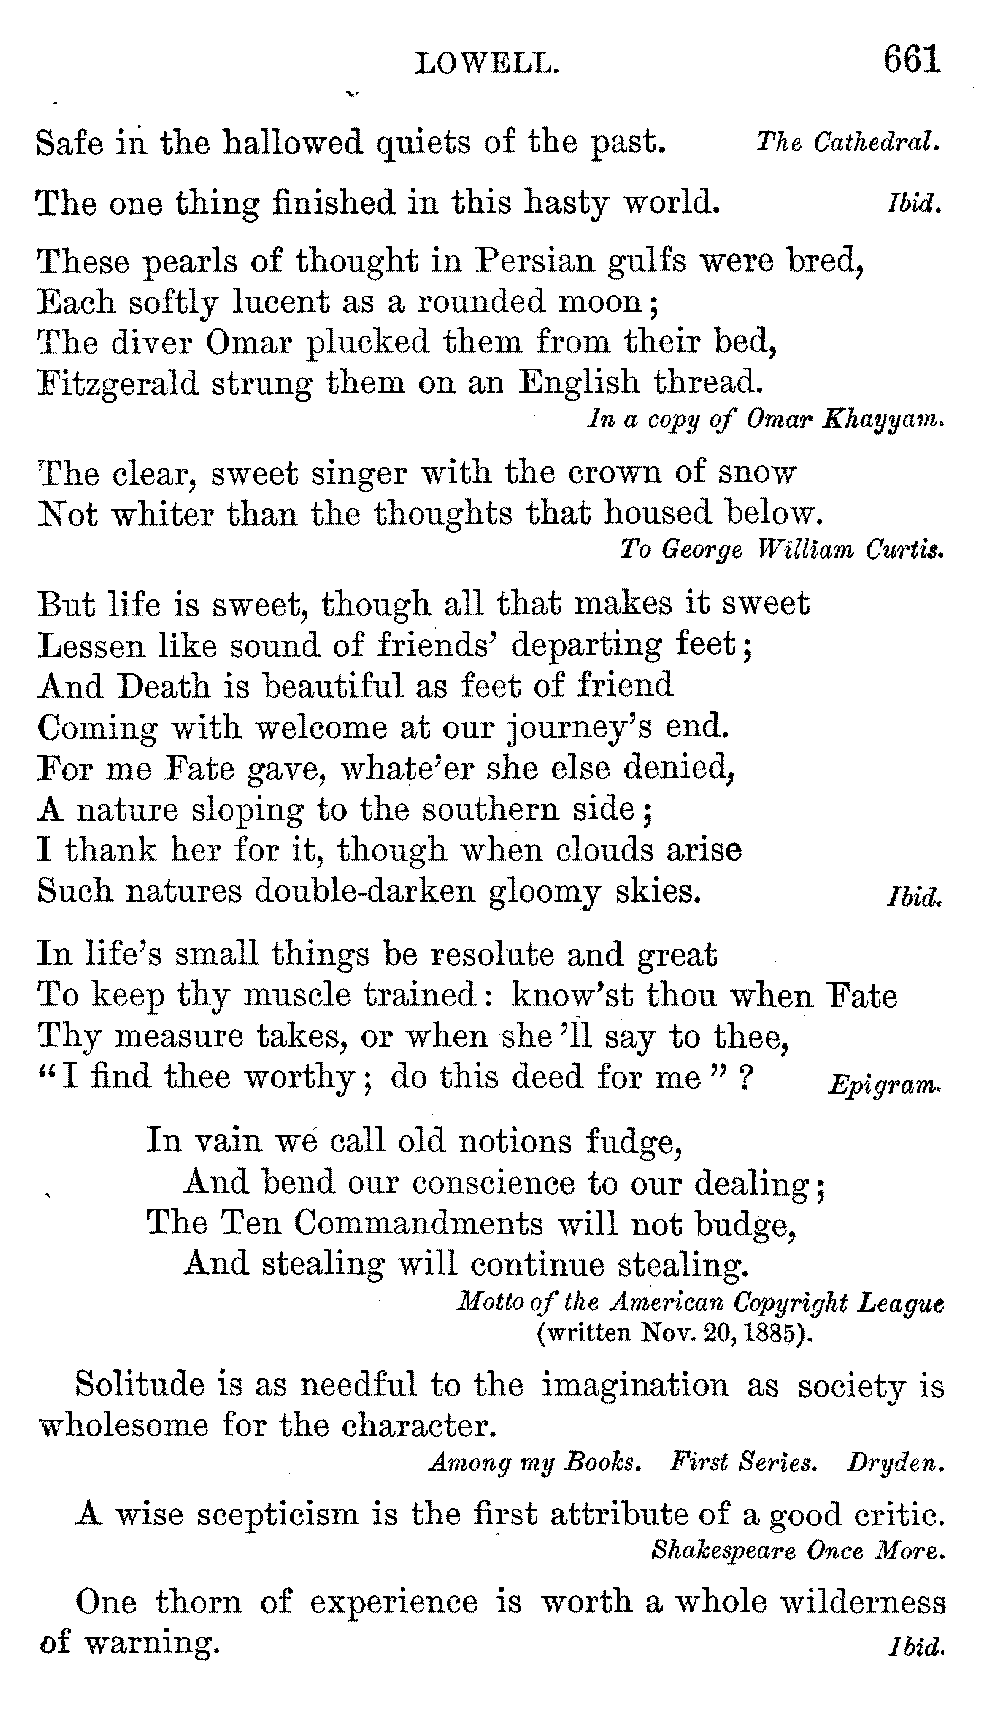 LOWELL. 661
Safe in the hallowed quiets of the past. The Cathedral.
The one thing finished in this hasty world. Ibid.
These pearls of thought in Persian gulfs were bred,
Each softly lucent as a rounded moon;
The diver Omar plucked them from their bed,
Fitzgerald strung them on an English thread.
In a copy of Omar Khayyam.
The clear, sweet singer with the crown of snow
Not whiter than the thoughts that housed below.
To George William Curtis.
But life is sweet, though all that makes it sweet
Lessen like sound of friends' departing feet;
And Death is beautiful as feet of friend
Coming with welcome at our journey's end.
For me Fate gave, whate'er she else denied,
A nature sloping to the southern side;
I thank her for it, though when clouds arise
Such natures double-darken gloomy skies. Ibid.
In life's small things be resolute and great
To keep thy muscle trained: know'st thou when Fate
Thy measure takes, or when she 'll say to thee,
"I find thee worthy; do this deed for me"? Epigram.
In vain we call old notions fudge,
And bend our conscience to our dealing;
The Ten Commandments will not budge,
And stealing will continue stealing.
Motto of the American Copyright League
(written Nov. 20, 1885).
Solitude is as needful to the imagination as society is
wholesome for the character.
Among my Books. First Series. Dryden.
A wise scepticism is the first attribute of a good critic.
Shakespeare Once More.
One thorn of experience is worth a whole wilderness
of warning. Ibid.